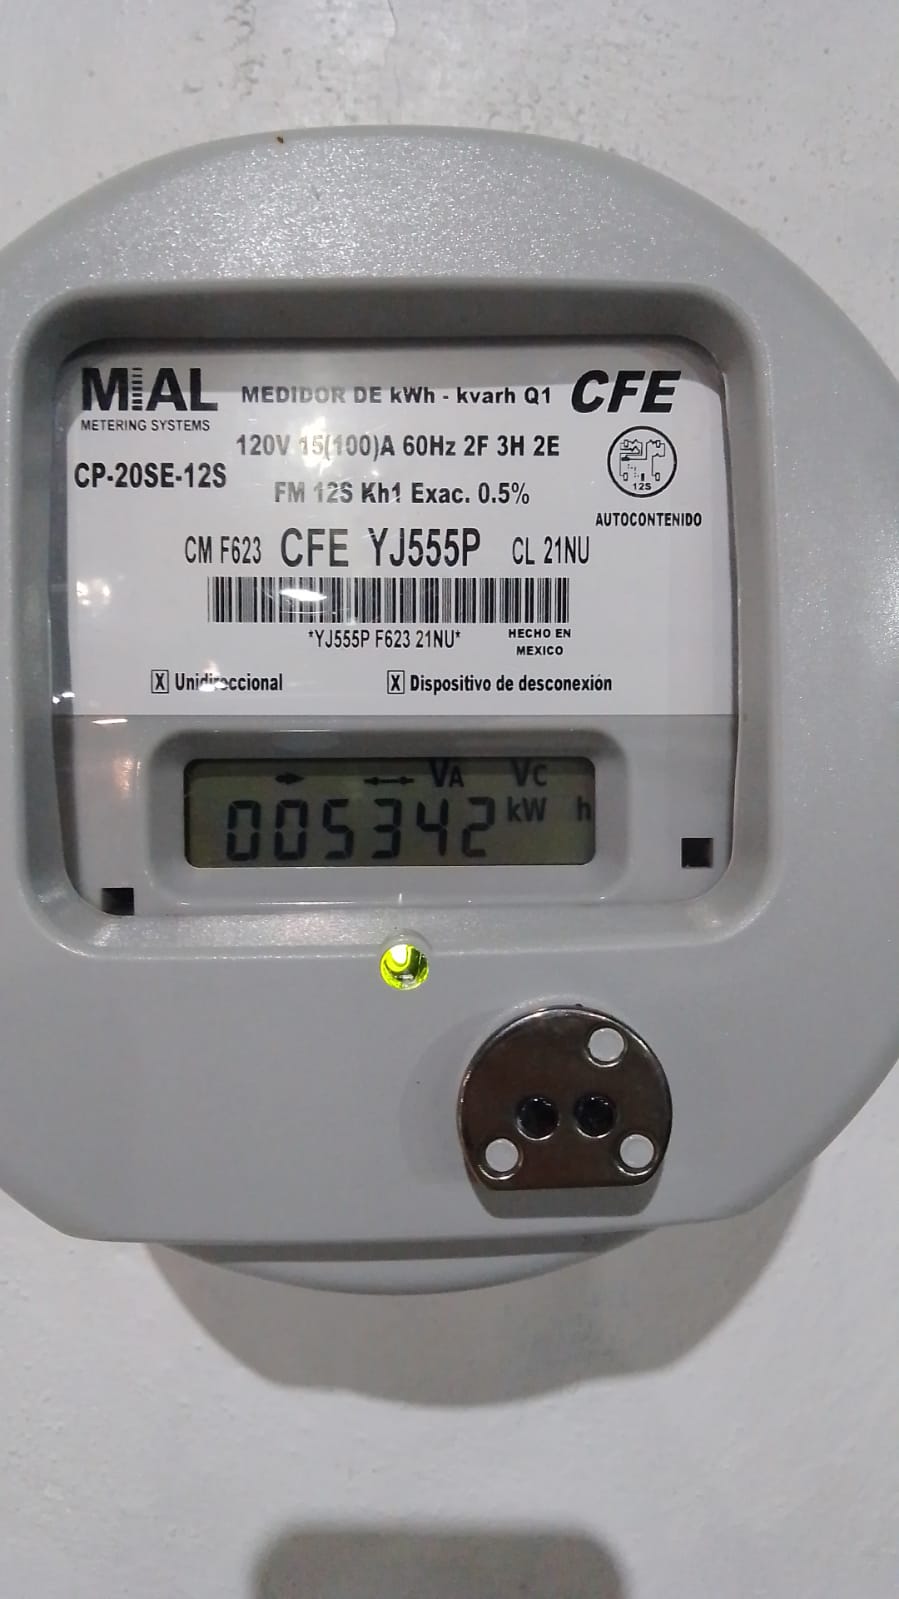 MIAL
METERING SYSTEMS
MEDIDOR DE kWh - kvarh Q1
CFE
120V 15(100)A 60Hz 2F 3H 2E
CP-20SE-12S
FM 12S Kh1 Exac. 0.5%
12S
AUTOCONTENIDO
CM F623 CFE YJ555P CL 21NU
*YJ555P F623 21NU*
HECHO EN
MEXICO
X Unidireccional
X Dispositivo de desconexión
VA VC
005342 kW h